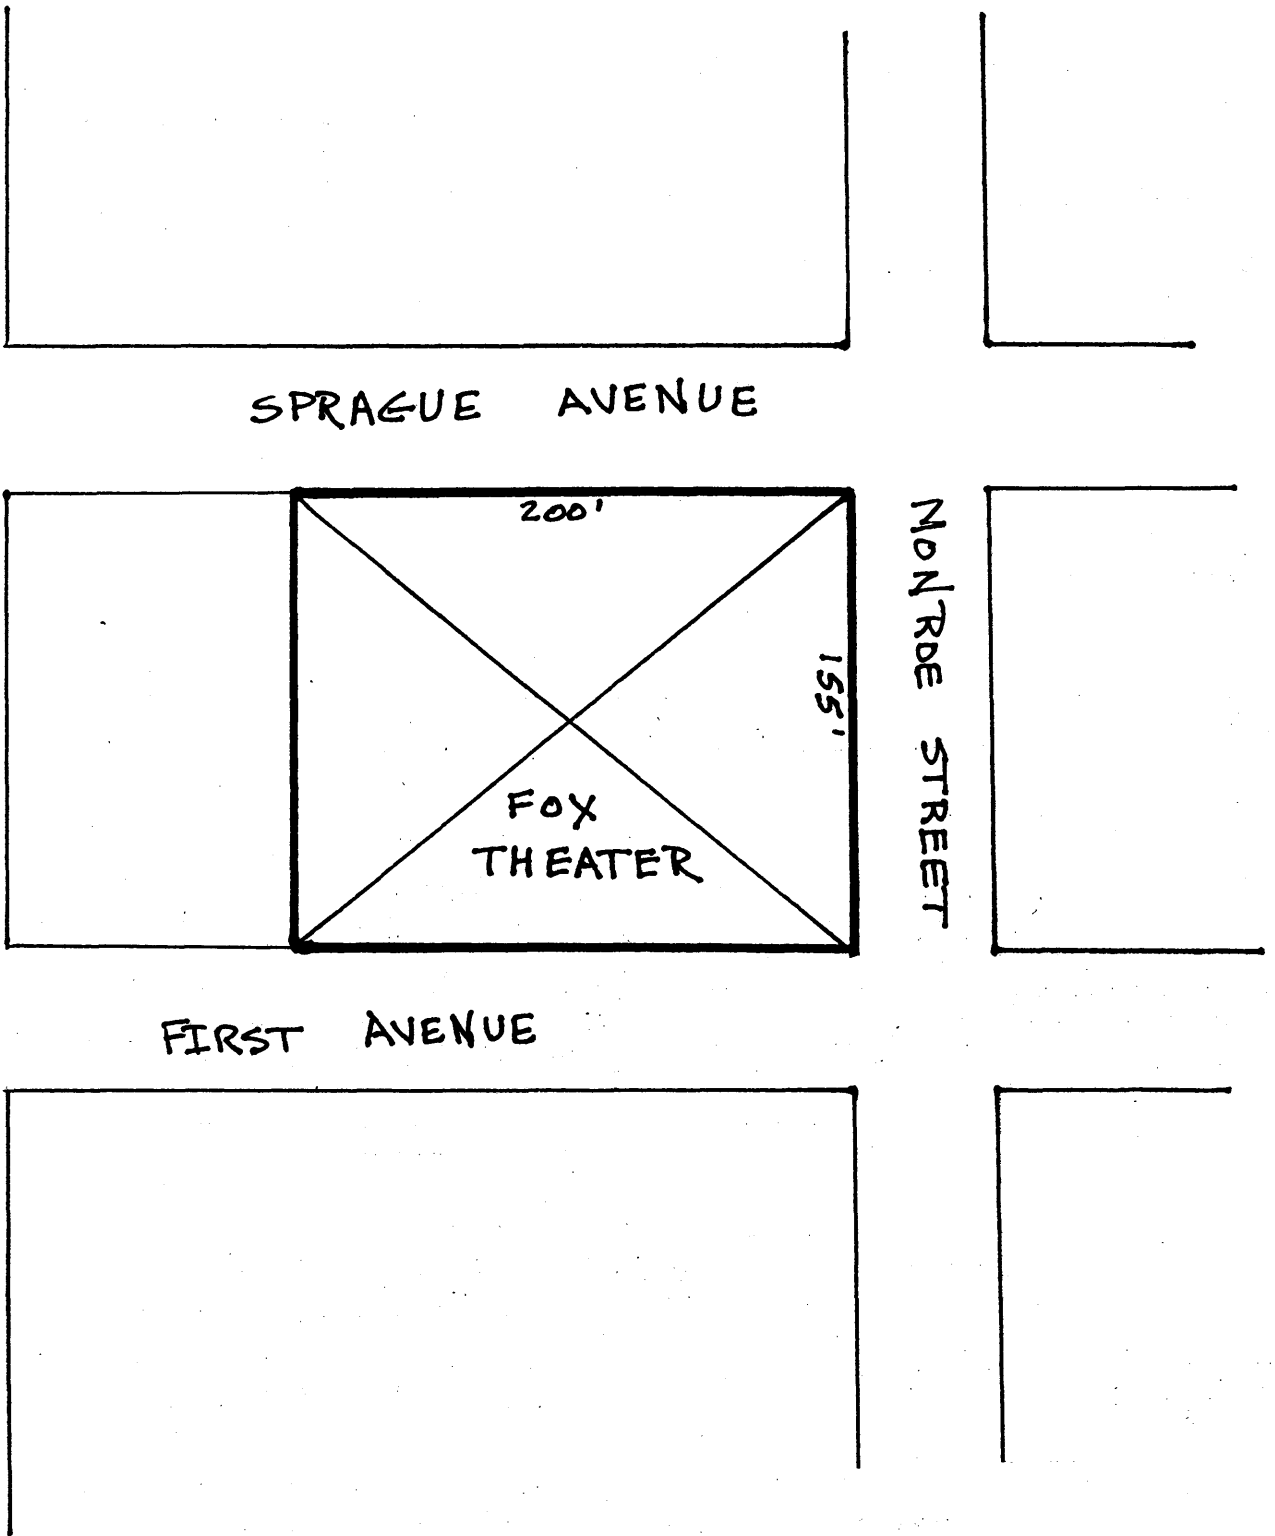 SPRAGUE AVENUE
200'
MONROE STREET
155'
FOX
THEATER
FIRST AVENUE